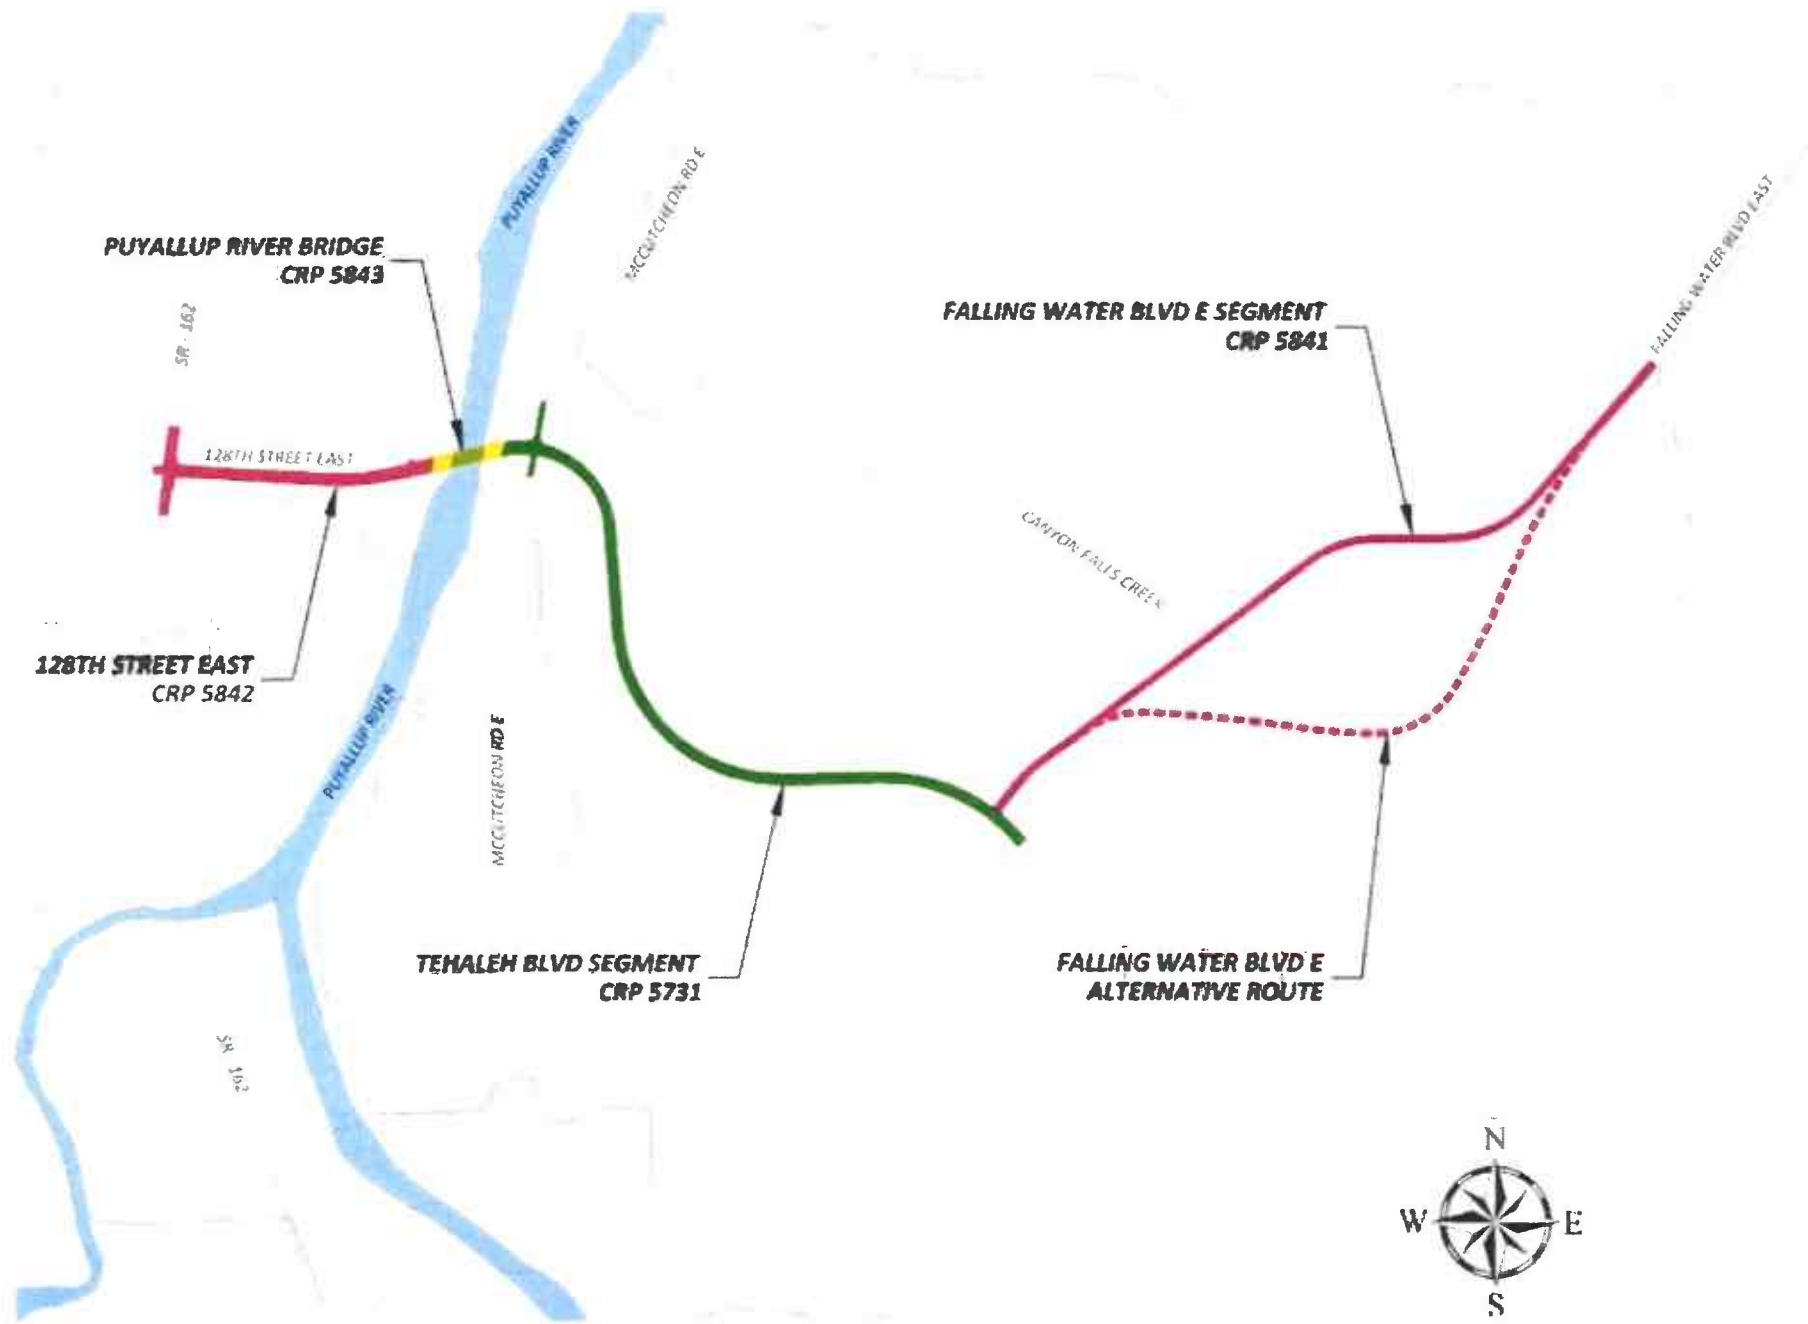 PUYALLUP RIVER
MCCUTCHEON RD E
FALLING WATER BLVD EAST
PUYALLUP RIVER BRIDGE
CRP 5843
SR - 162
FALLING WATER BLVD E SEGMENT
CRP 5841
128TH STREET EAST
CANYON FALLS CREEK
128TH STREET EAST
CRP 5842
PUYALLUP RIVER
MCCUTCHEON RD E
TEHALEH BLVD SEGMENT
CRP 5731
FALLING WATER BLVD E
ALTERNATIVE ROUTE
SR - 162
N
W
E
S